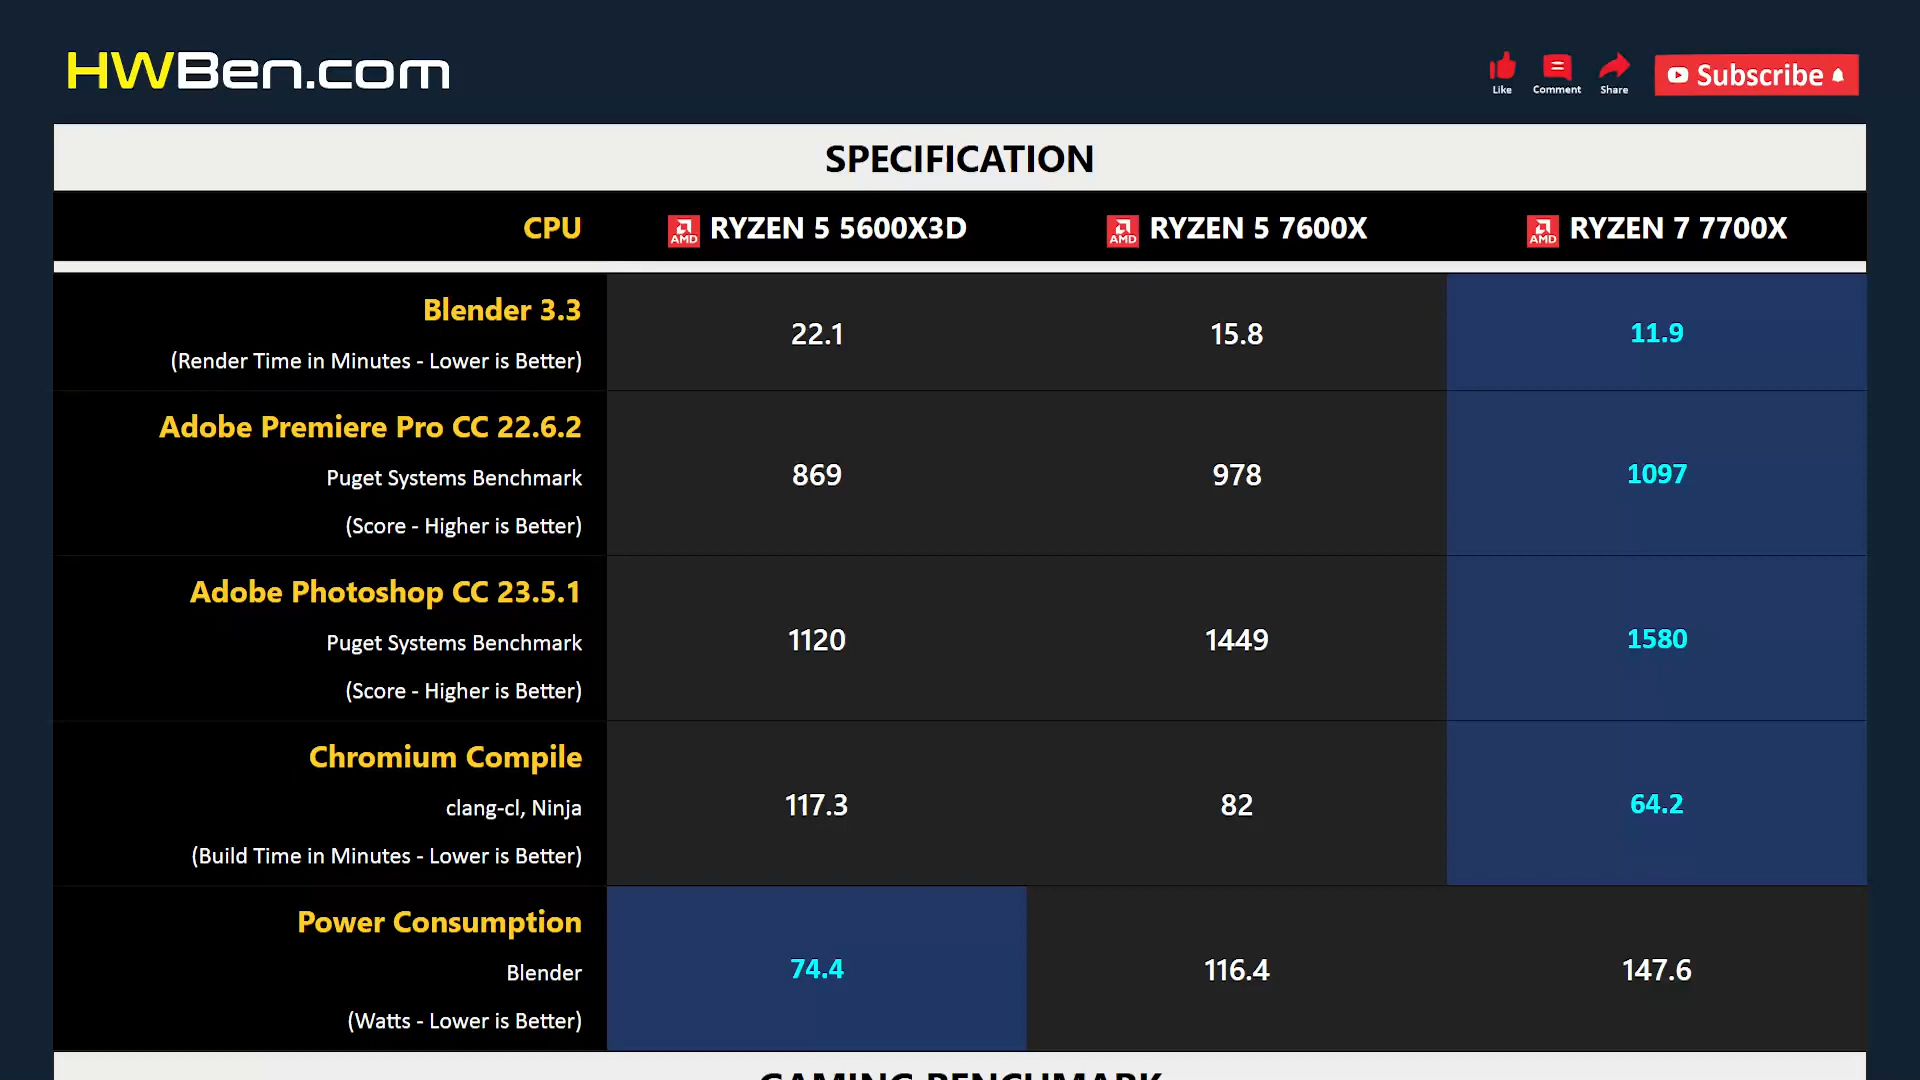 HWBen.com
Like
Comment
Share
Subscribe
SPECIFICATION
CPU
AMD RYZEN 5 5600X3D
AMD RYZEN 5 7600X
AMD RYZEN 7 7700X
Blender 3.3
(Render Time in Minutes - Lower is Better)
22.1
15.8
11.9
Adobe Premiere Pro CC 22.6.2
Puget Systems Benchmark
(Score - Higher is Better)
869
978
1097
Adobe Photoshop CC 23.5.1
Puget Systems Benchmark
(Score - Higher is Better)
1120
1449
1580
Chromium Compile
clang-cl, Ninja
(Build Time in Minutes - Lower is Better)
117.3
82
64.2
Power Consumption
Blender
(Watts - Lower is Better)
74.4
116.4
147.6
GAMING BENCHMARK